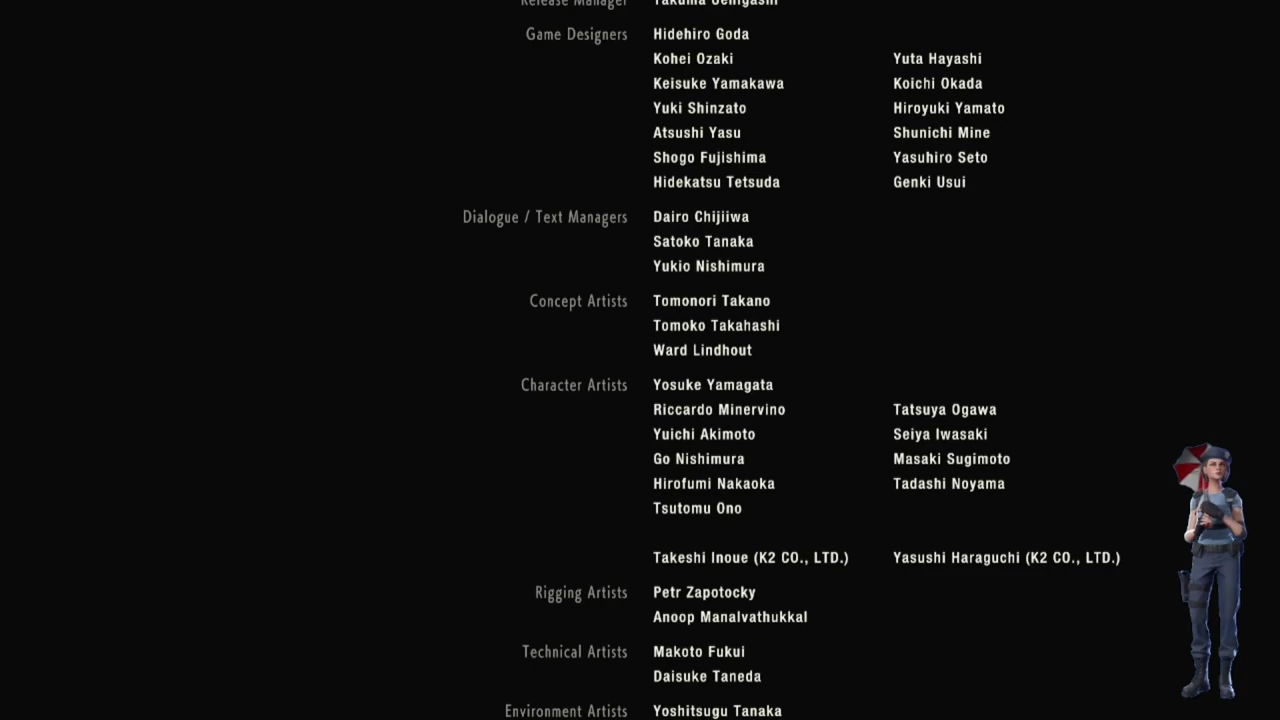 Release Manager Takuma Uenigashi
Game Designers Hidehiro Goda
Kohei Ozaki Yuta Hayashi
Keisuke Yamakawa Koichi Okada
Yuki Shinzato Hiroyuki Yamato
Atsushi Yasu Shunichi Mine
Shogo Fujishima Yasuhiro Seto
Hidekatsu Tetsuda Genki Usui
Dialogue / Text Managers Dairo Chijiiwa
Satoko Tanaka
Yukio Nishimura
Concept Artists Tomonori Takano
Tomoko Takahashi
Ward Lindhout
Character Artists Yosuke Yamagata
Riccardo Minervino Tatsuya Ogawa
Yuichi Akimoto Seiya Iwasaki
Go Nishimura Masaki Sugimoto
Hirofumi Nakaoka Tadashi Noyama
Tsutomu Ono
Takeshi Inoue (K2 CO., LTD.) Yasushi Haraguchi (K2 CO., LTD.)
Rigging Artists Petr Zapotocky
Anoop Manalvathukkal
Technical Artists Makoto Fukui
Daisuke Taneda
Environment Artists Yoshitsugu Tanaka